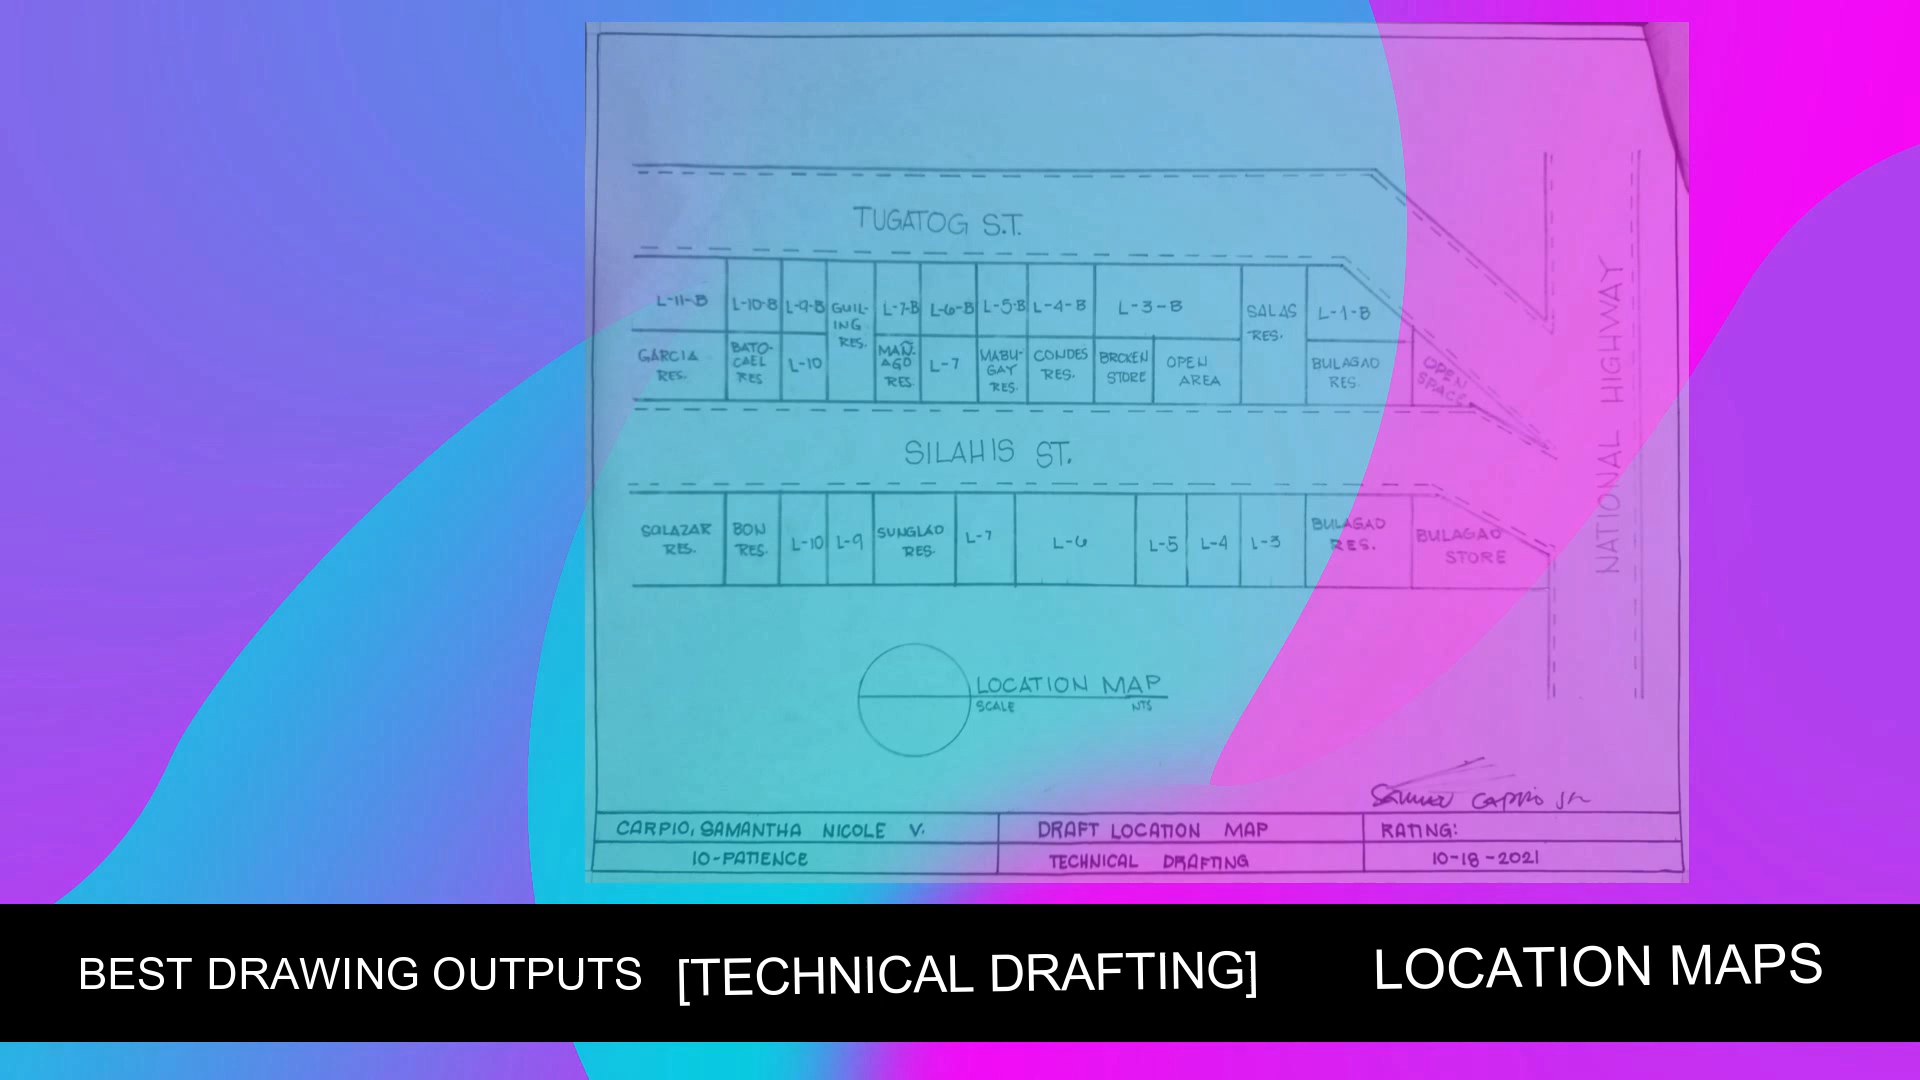 TUGATOG S.T.
L-11-B
L-10-B
L-9-B
GUIL-
ING
RES.
L-7-B
L-6-B
L-5-B
L-4-B
L-3-B
SALAS
RES.
L-1-B
GARCIA
RES.
BATO-
CAEL
RES
L-10
MAÑ-
AGO
RES.
L-7
MABU-
GAY
RES.
CONDES
RES.
BROKEN
STORE
OPEN
AREA
BULAGAO
RES.
OPEN
SPACE
NATIONAL HIGHWAY
SILAHIS ST.
SALAZAR
RES.
BON
RES.
L-10
L-9
SUNGLAO
RES.
L-7
L-6
L-5
L-4
L-3
BULAGAO
RES.
BULAGAO
STORE
LOCATION MAP
SCALE NTS
CARPIO, SAMANTHA NICOLE V.
DRAFT LOCATION MAP
RATING:
10-PATIENCE
TECHNICAL DRAFTING
10-18-2021
BEST DRAWING OUTPUTS [TECHNICAL DRAFTING] LOCATION MAPS